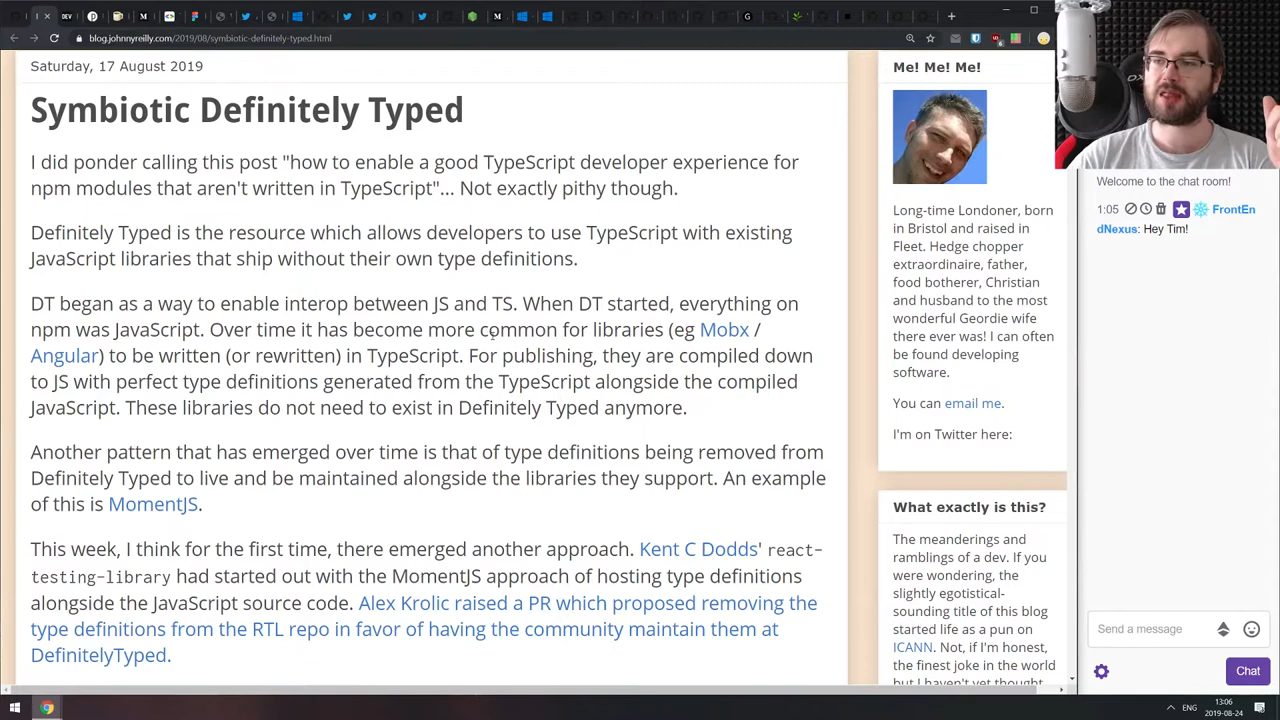 DEV
blog.johnnyreilly.com/2019/08/symbiotic-definitely-typed.html
Saturday, 17 August 2019
Symbiotic Definitely Typed
I did ponder calling this post "how to enable a good TypeScript developer experience for
npm modules that aren't written in TypeScript"... Not exactly pithy though.
Definitely Typed is the resource which allows developers to use TypeScript with existing
JavaScript libraries that ship without their own type definitions.
DT began as a way to enable interop between JS and TS. When DT started, everything on
npm was JavaScript. Over time it has become more common for libraries (eg Mobx /
Angular) to be written (or rewritten) in TypeScript. For publishing, they are compiled down
to JS with perfect type definitions generated from the TypeScript alongside the compiled
JavaScript. These libraries do not need to exist in Definitely Typed anymore.
Another pattern that has emerged over time is that of type definitions being removed from
Definitely Typed to live and be maintained alongside the libraries they support. An example
of this is MomentJS.
This week, I think for the first time, there emerged another approach. Kent C Dodds' react-
testing-library had started out with the MomentJS approach of hosting type definitions
alongside the JavaScript source code. Alex Krolic raised a PR which proposed removing the
type definitions from the RTL repo in favor of having the community maintain them at
DefinitelyTyped.
Me! Me! Me!
Long-time Londoner, born
in Bristol and raised in
Fleet. Hedge chopper
extraordinaire, father,
food botherer, Christian
and husband to the most
wonderful Geordie wife
there ever was! I can often
be found developing
software.
You can email me.
I'm on Twitter here:
What exactly is this?
The meanderings and
ramblings of a dev. If you
were wondering, the
slightly egotistical-
sounding title of this blog
started life as a pun on
ICANN. Not, if I'm honest,
the finest joke in the world
but I haven't yet thought
Welcome to the chat room!
1:05 FrontEn
dNexus: Hey Tim!
Send a message
Chat
ENG
13:06
2019-08-24